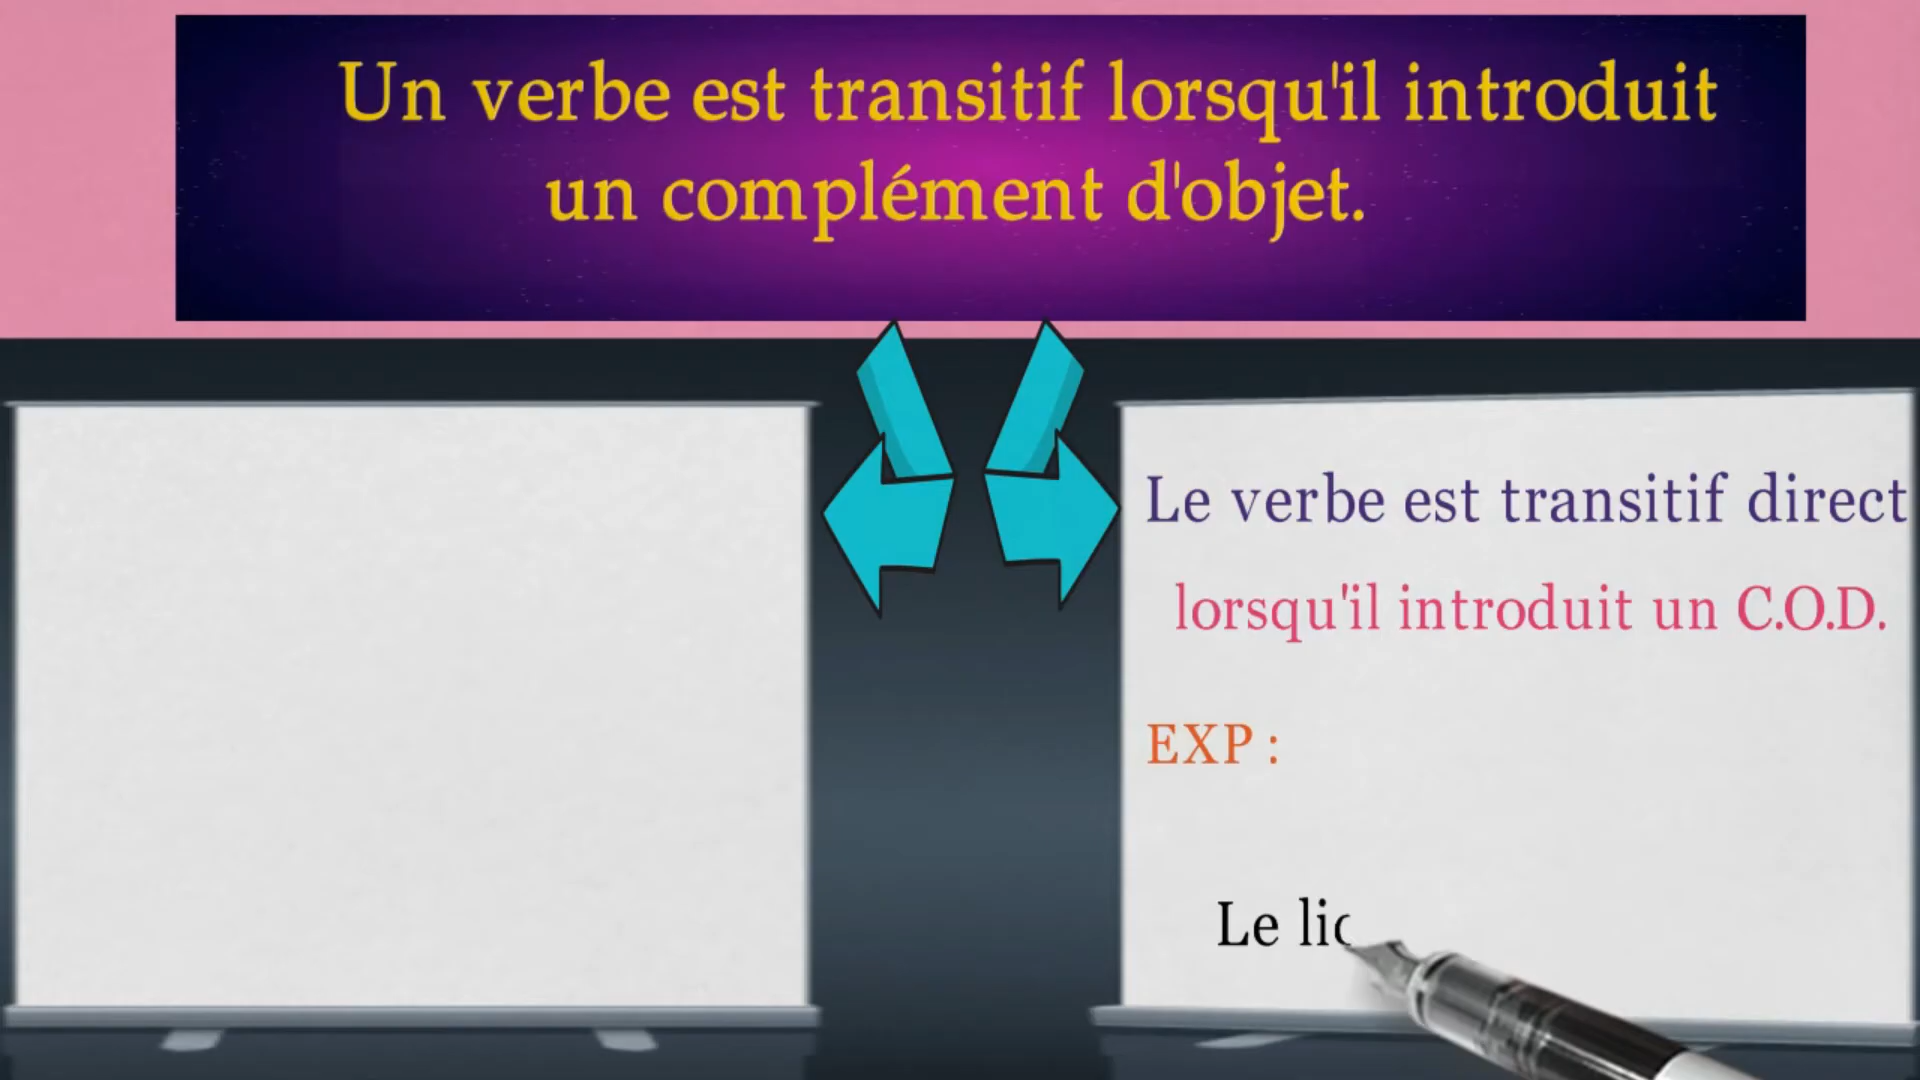 Un verbe est transitif lorsqu'il introduit
un complément d'objet.
Le verbe est transitif direct
lorsqu'il introduit un C.O.D.
EXP :
Le